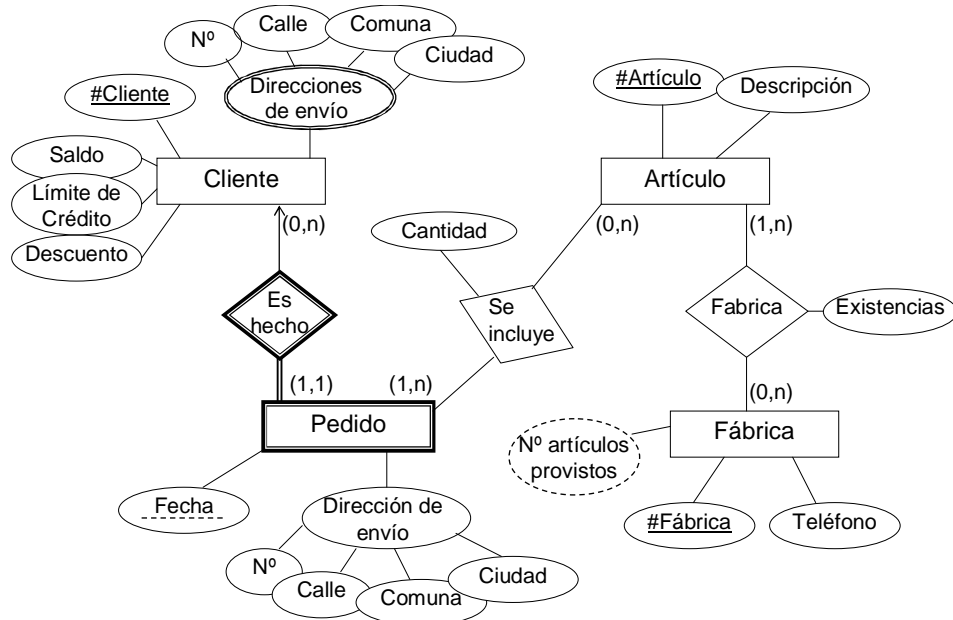 Nº
Calle
Comuna
Ciudad
Direcciones
de envío
#Cliente
Saldo
Límite de
Crédito
Descuento
Cliente
(0,n)
Es
hecho
(1,1)
Pedido
(1,n)
Fecha
Dirección de
envío
Nº
Calle
Comuna
Ciudad
Cantidad
Se
incluye
#Artículo
Descripción
Artículo
(0,n)
(1,n)
Fabrica
Existencias
(0,n)
Fábrica
Nº artículos
provistos
#Fábrica
Teléfono